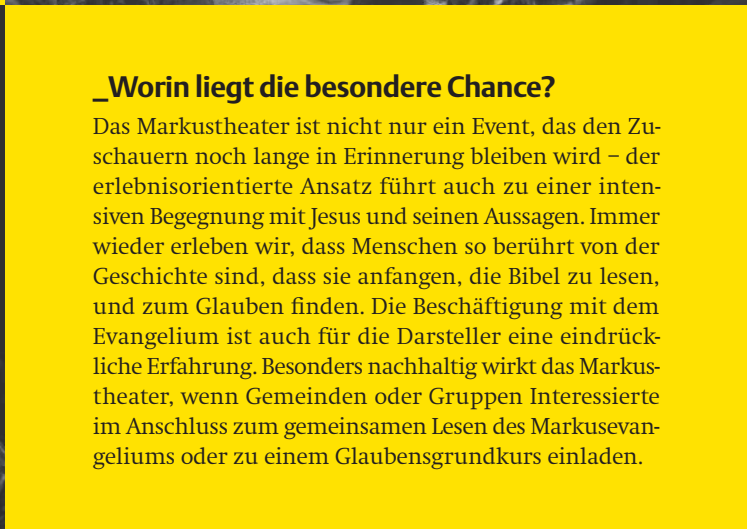 _Worin liegt die besondere Chance?
Das Markustheater ist nicht nur ein Event, das den Zu-
schauern noch lange in Erinnerung bleiben wird – der
erlebnisorientierte Ansatz führt auch zu einer inten-
siven Begegnung mit Jesus und seinen Aussagen. Immer
wieder erleben wir, dass Menschen so berührt von der
Geschichte sind, dass sie anfangen, die Bibel zu lesen,
und zum Glauben finden. Die Beschäftigung mit dem
Evangelium ist auch für die Darsteller eine eindrück-
liche Erfahrung. Besonders nachhaltig wirkt das Markus-
theater, wenn Gemeinden oder Gruppen Interessierte
im Anschluss zum gemeinsamen Lesen des Markusevan-
geliums oder zu einem Glaubensgrundkurs einladen.